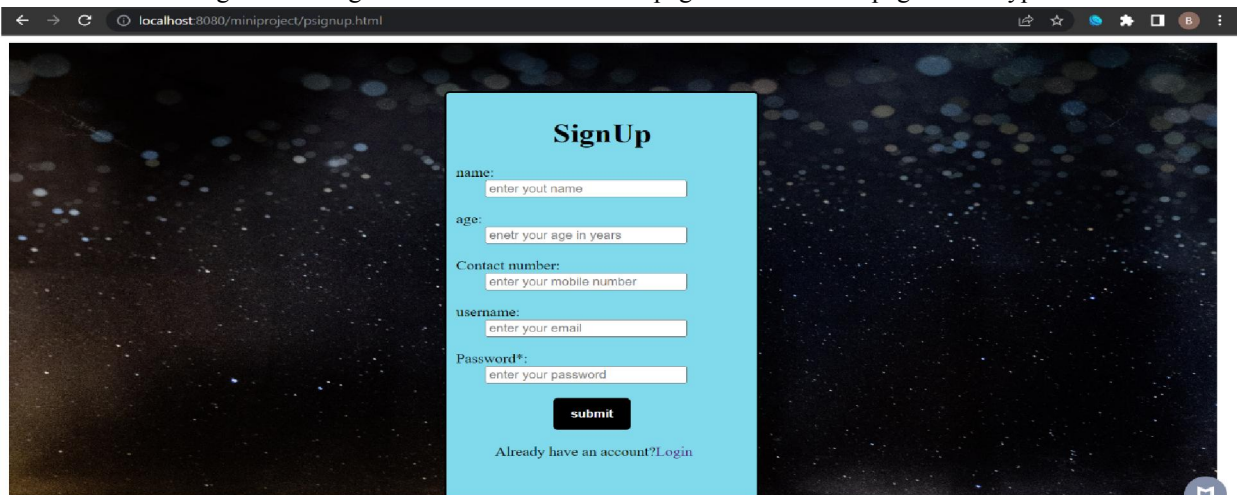 localhost:8080/miniproject/psignup.html
B
SignUp
name:
enter yout name
age:
enetr your age in years
Contact number:
enter your mobile number
username:
enter your email
Password*:
enter your password
submit
Already have an account?Login